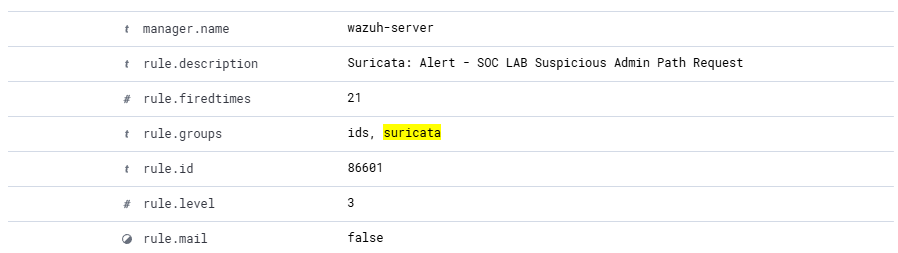 t manager.name wazuh-server
t rule.description Suricata: Alert - SOC LAB Suspicious Admin Path Request
# rule.firedtimes 21
t rule.groups ids, suricata
t rule.id 86601
# rule.level 3
rule.mail false